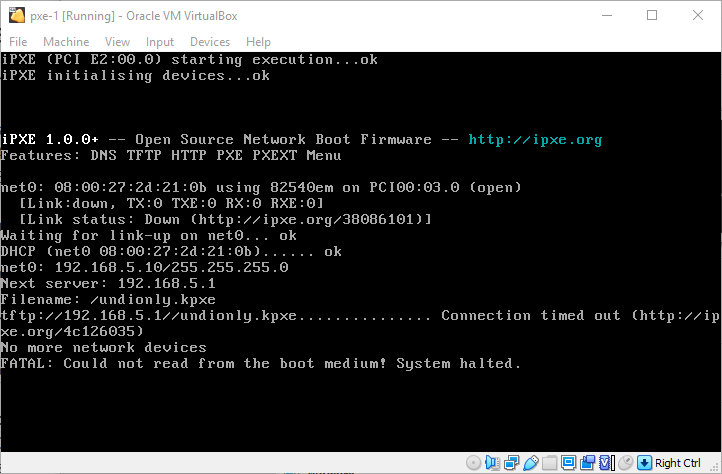 pxe-1 [Running] - Oracle VM VirtualBox
File Machine View Input Devices Help
iPXE (PCI E2:00.0) starting execution...ok
iPXE initialising devices...ok
iPXE 1.0.0+ -- Open Source Network Boot Firmware -- http://ipxe.org
Features: DNS TFTP HTTP PXE PXEXT Menu
net0: 08:00:27:2d:21:0b using 82540em on PCI00:03.0 (open)
[Link:down, TX:0 TXE:0 RX:0 RXE:0]
[Link status: Down (http://ipxe.org/38086101)]
Waiting for link-up on net0... ok
DHCP (net0 08:00:27:2d:21:0b)...... ok
net0: 192.168.5.10/255.255.255.0
Next server: 192.168.5.1
Filename: /undionly.kpxe
tftp://192.168.5.1//undionly.kpxe............... Connection timed out (http://ip
xe.org/4c126035)
No more network devices
FATAL: Could not read from the boot medium! System halted.
Right Ctrl